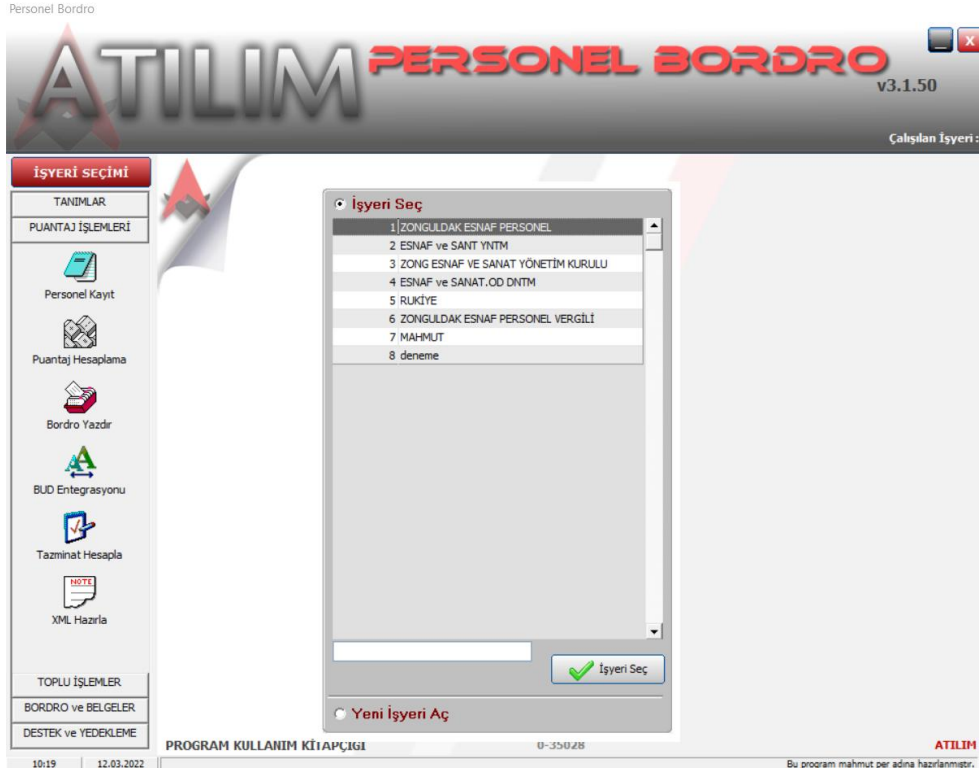 Personel Bordro
ATILIM PERSONEL BORDRO
v3.1.50
Çalışılan İşyeri :
İŞYERİ SEÇİMİ
TANIMLAR
PUANTAJ İŞLEMLERİ
Personel Kayıt
Puantaj Hesaplama
Bordro Yazdır
BUD Entegrasyonu
Tazminat Hesapla
NOTE
XML Hazırla
TOPLU İŞLEMLER
BORDRO ve BELGELER
DESTEK ve YEDEKLEME
İşyeri Seç
1 ZONGULDAK ESNAF PERSONEL
2 ESNAF ve SANT YNTM
3 ZONG ESNAF VE SANAT YÖNETİM KURULU
4 ESNAF ve SANAT.OD DNTM
5 RUKİYE
6 ZONGULDAK ESNAF PERSONEL VERGİLİ
7 MAHMUT
8 deneme
İşyeri Seç
Yeni İşyeri Aç
PROGRAM KULLANIM KİTAPÇIGI 0-35028 ATILIM
10:19 12.03.2022 Bu program mahmut per adına hazırlanmıştır.